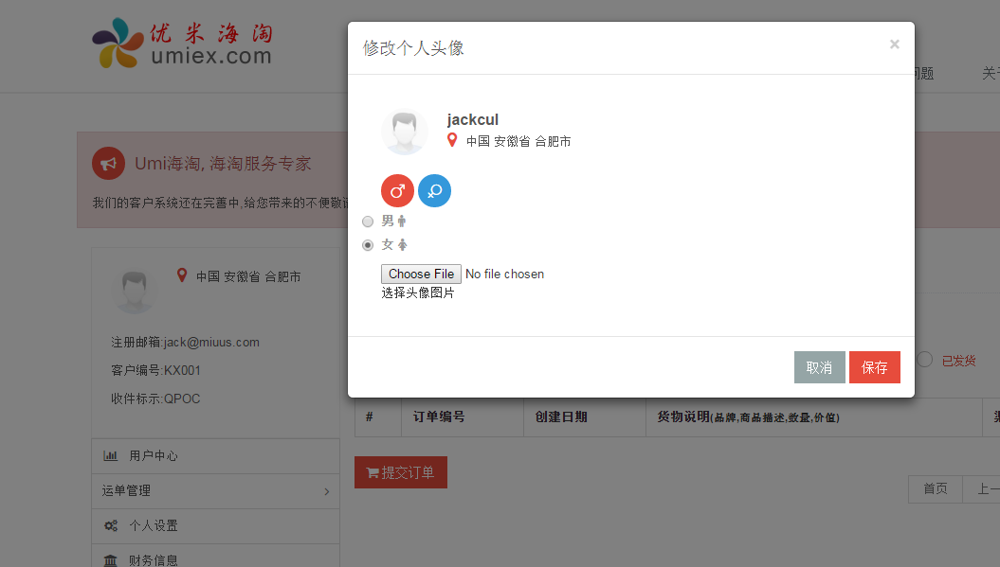 优米海淘
umiex.com
问题
关于
修改个人头像
×
jackcul
中国 安徽省 合肥市
男
女
Choose File No file chosen
选择头像图片
取消 保存
Umi海淘, 海淘服务专家
我们的客户系统还在完善中,给您带来的不便敬请
中国 安徽省 合肥市
注册邮箱:jack@miuus.com
客户编号:KX001
收件标示:QPOC
用户中心
运单管理
个人设置
财务信息
已发货
# 订单编号 创建日期 货物说明(品牌,商品描述,数量,价值)
提交订单
首页 上一